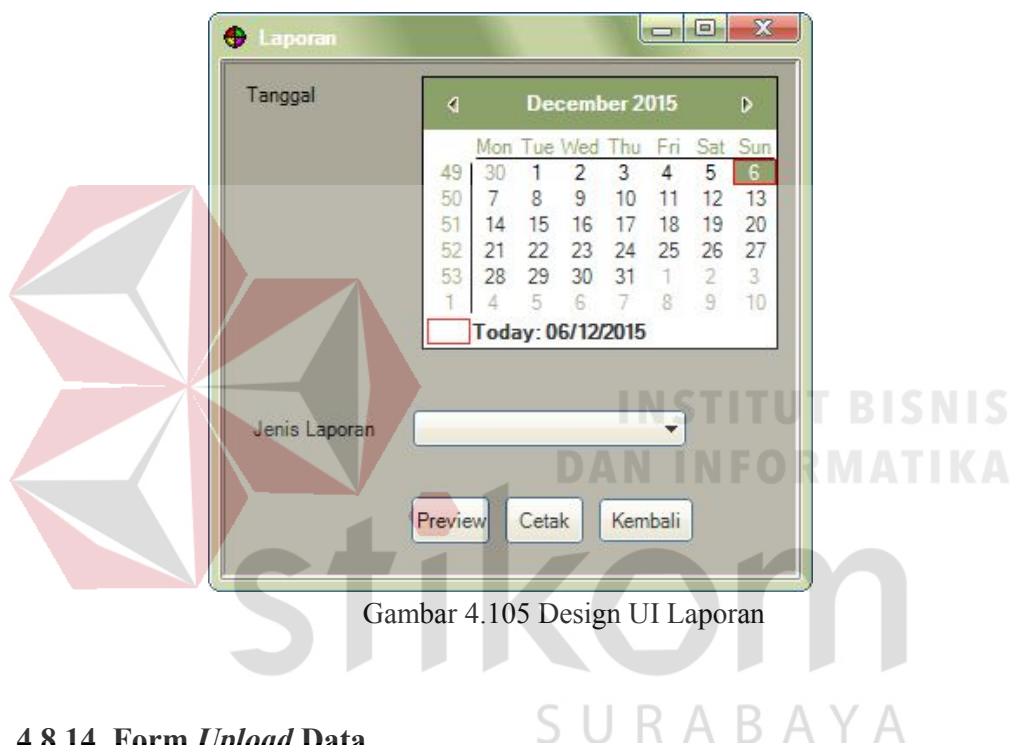 Laporan
Tanggal
December 2015
Mon Tue Wed Thu Fri Sat Sun
49 30 1 2 3 4 5 6
50 7 8 9 10 11 12 13
51 14 15 16 17 18 19 20
52 21 22 23 24 25 26 27
53 28 29 30 31 1 2 3
1 4 5 6 7 8 9 10
Today: 06/12/2015
INSTITUT BISNIS
Jenis Laporan
DAN INFORMATIKA
Preview Cetak Kembali
stikom
Gambar 4.105 Design UI Laporan
SURABAYA
4.8.14 Form Upload Data